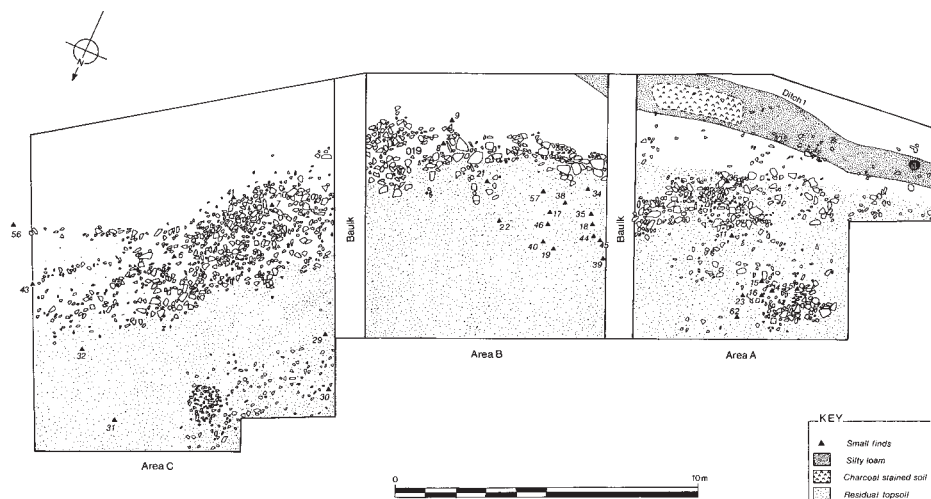 N
Ditch 1
9
019
21
57
38
34
56
22
46
17
35
18
43
40
19
44
45
39
11
15
16
23
62
32
29
30
31
Baulk
Baulk
Area B
Area A
Area C
0
10m
KEY
Small finds
Silty loam
Charcoal stained soil
Residual topsoil